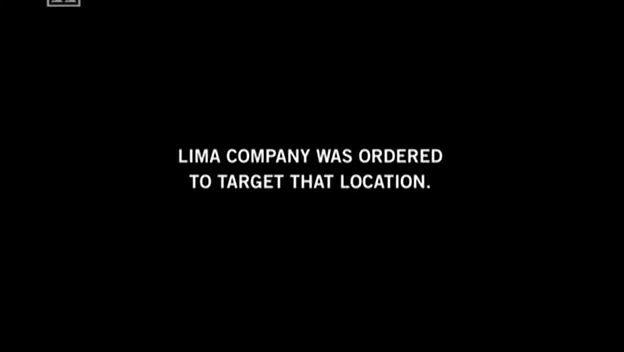 LIMA COMPANY WAS ORDERED
TO TARGET THAT LOCATION.